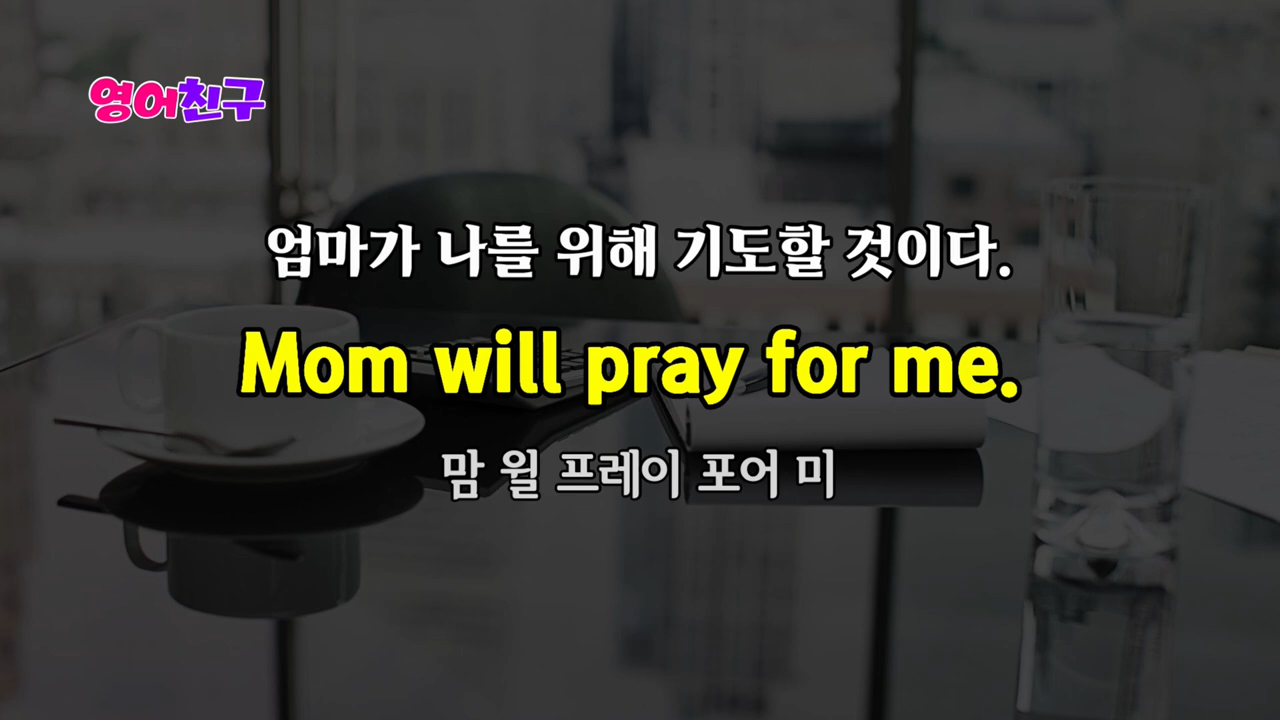 영어친구
엄마가 나를 위해 기도할 것이다.
Mom will pray for me.
맘 윌 프레이 포어 미